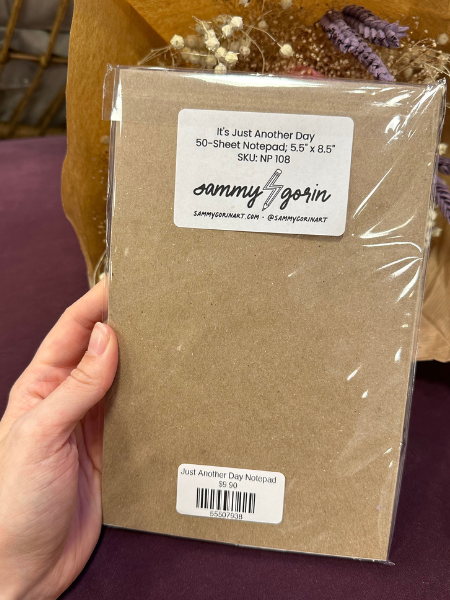 It's Just Another Day
50-Sheet Notepad; 5.5" x 8.5"
SKU: NP 108
sammy gorin
SAMMYGORINART.COM • @SAMMYGORINART
Just Another Day Notepad
$9.90
55507938